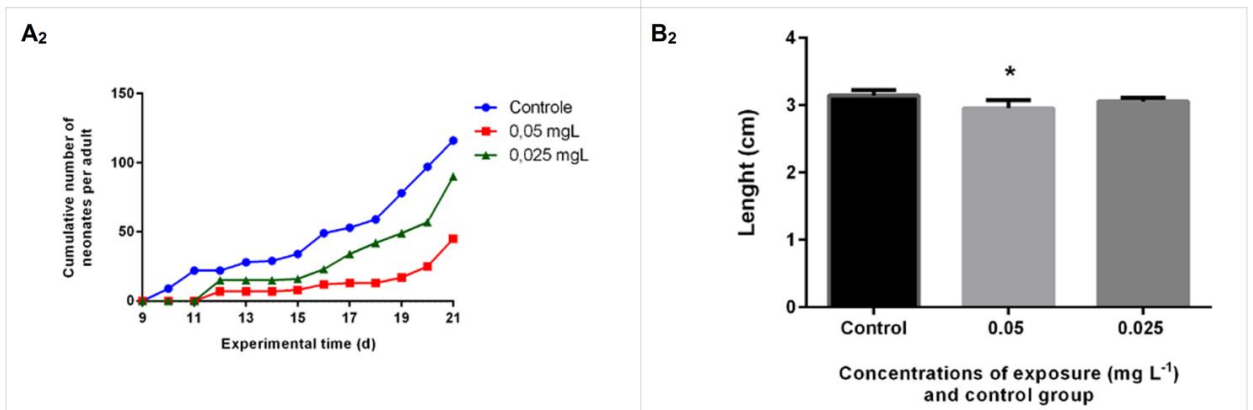 A2
Cumulative number of
neonates per adult
150
100
50
0
9 11 13 15 17 19 21
Experimental time (d)
Controle
0,05 mgL
0,025 mgL
B2
Lenght (cm)
4
3
2
1
0
*
Control 0.05 0.025
Concentrations of exposure (mg L-1)
and control group